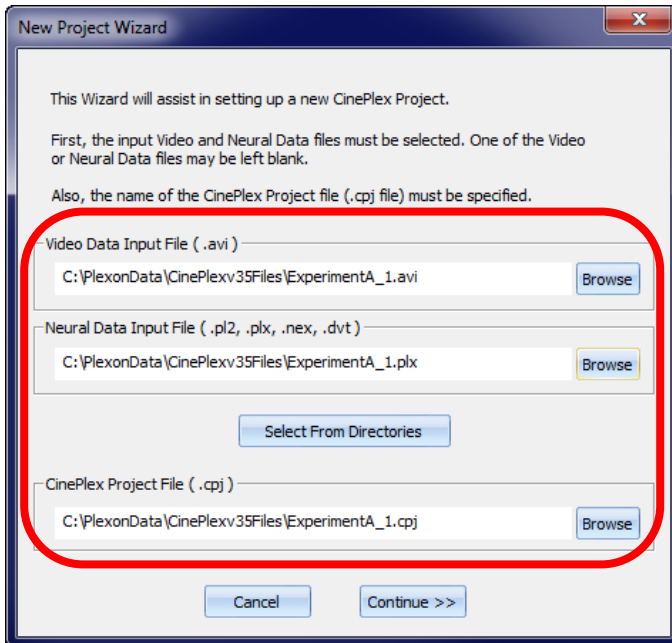 New Project Wizard
This Wizard will assist in setting up a new CinePlex Project.
First, the input Video and Neural Data files must be selected. One of the Video
or Neural Data files may be left blank.
Also, the name of the CinePlex Project file (.cpj file) must be specified.
Video Data Input File ( .avi )
C:\PlexonData\CinePlexv35Files\ExperimentA_1.avi
Browse
Neural Data Input File ( .pl2, .plx, .nex, .dvt )
C:\PlexonData\CinePlexv35Files\ExperimentA_1.plx
Browse
Select From Directories
CinePlex Project File ( .cpj )
C:\PlexonData\CinePlexv35Files\ExperimentA_1.cpj
Browse
Cancel
Continue >>